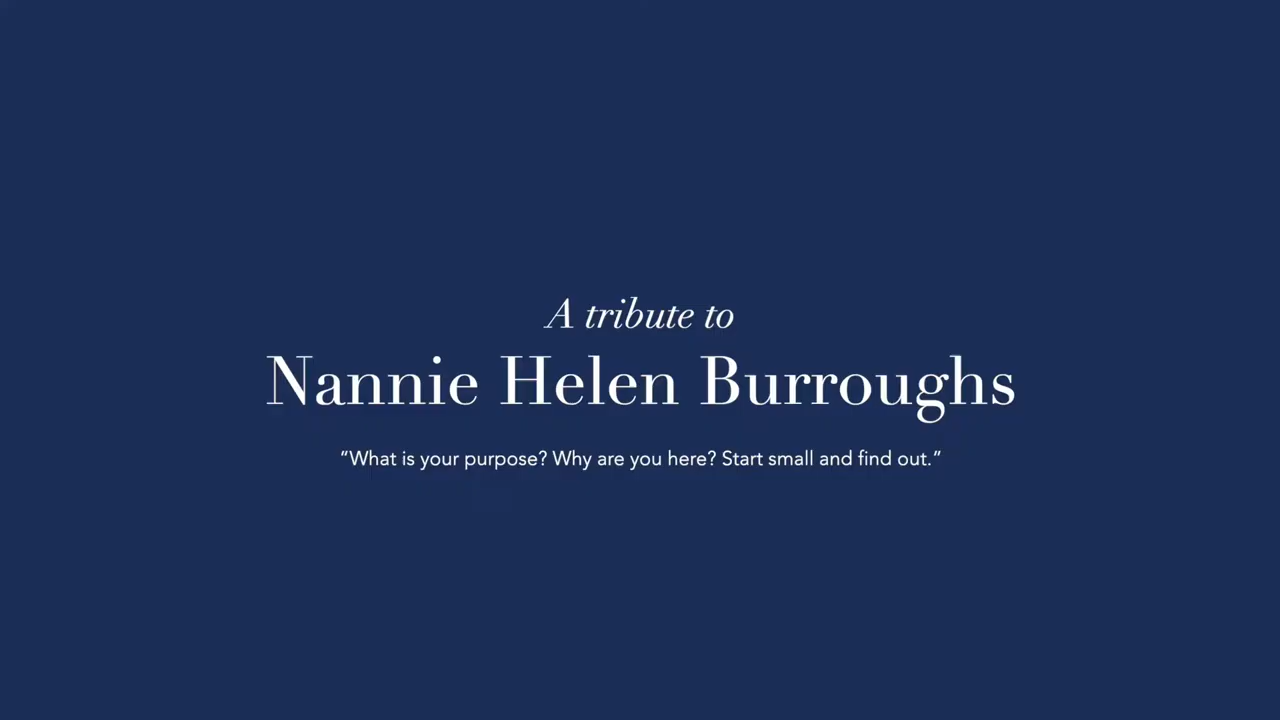 A tribute to
Nannie Helen Burroughs
“What is your purpose? Why are you here? Start small and find out.”